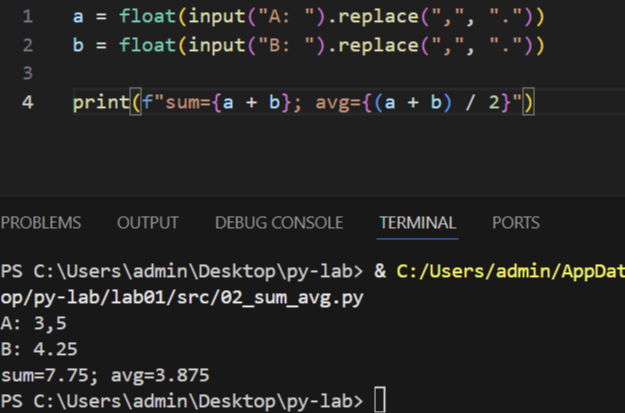 1 a = float(input("A: ").replace(",", "."))
2 b = float(input("B: ").replace(",", "."))
3
4 print(f"sum={a + b}; avg={(a + b) / 2}")
PROBLEMS OUTPUT DEBUG CONSOLE TERMINAL PORTS
PS C:\Users\admin\Desktop\py-lab> & C:/Users/admin/AppDat
op/py-lab/lab01/src/02_sum_avg.py
A: 3,5
B: 4.25
sum=7.75; avg=3.875
PS C:\Users\admin\Desktop\py-lab>